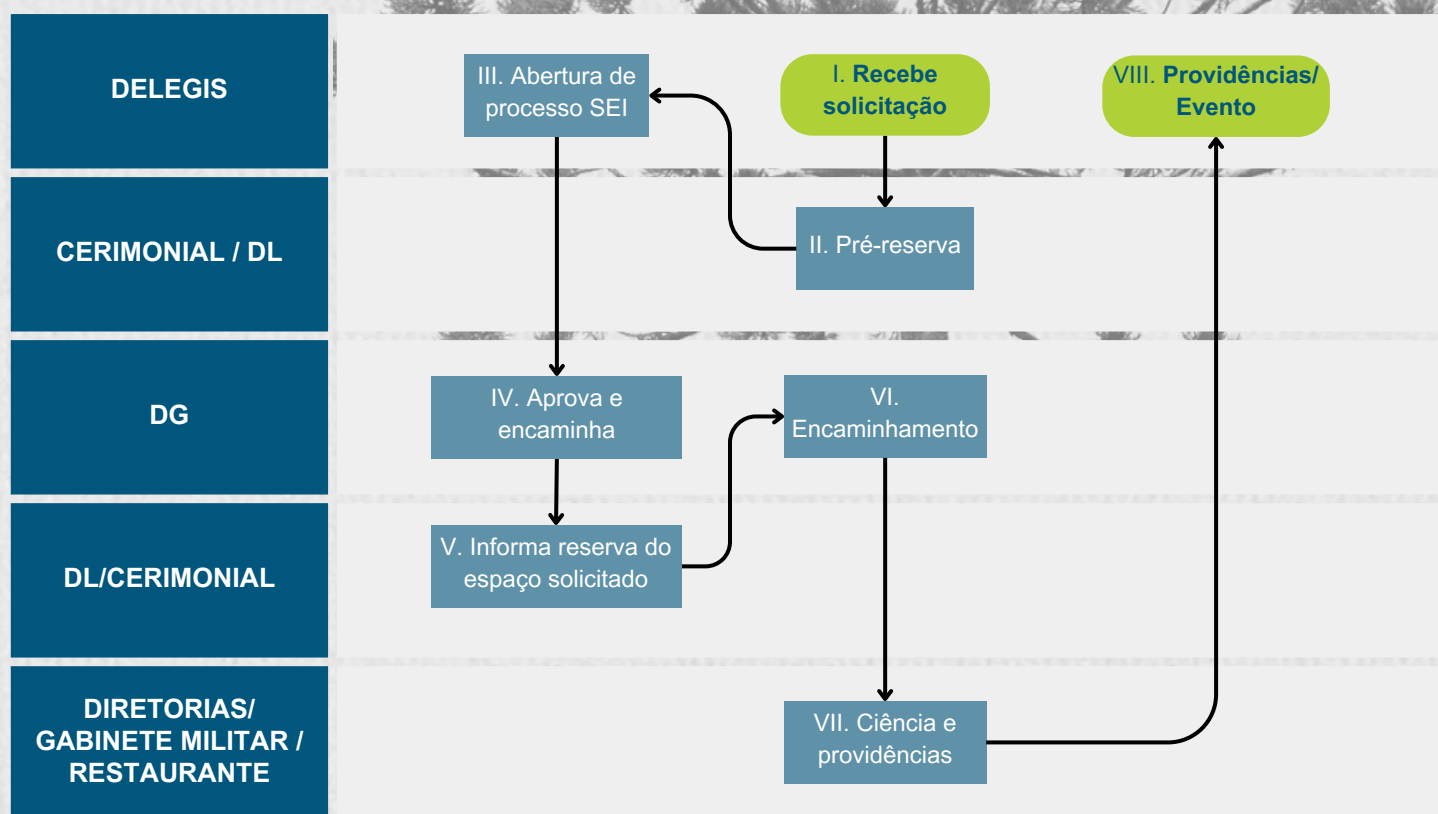 DELEGIS
III. Abertura de
processo SEI
I. Recebe
solicitação
VIII. Providências/
Evento
CERIMONIAL / DL
II. Pré-reserva
DG
IV. Aprova e
encaminha
VI.
Encaminhamento
DL/CERIMONIAL
V. Informa reserva do
espaço solicitado
DIRETORIAS/
GABINETE MILITAR /
RESTAURANTE
VII. Ciência e
providências